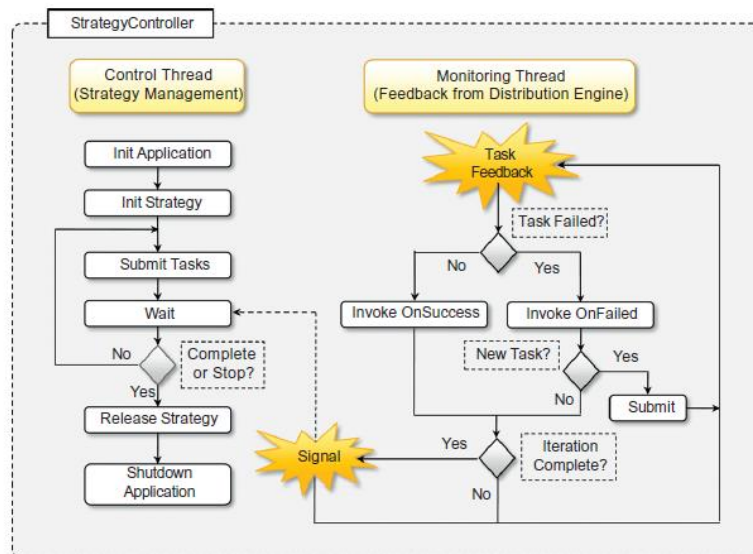 StrategyController
Control Thread
(Strategy Management)
Init Application
Init Strategy
Submit Tasks
Wait
No
Complete
or Stop?
Yes
Release Strategy
Shutdown
Application
Monitoring Thread
(Feedback from Distribution Engine)
Task
Feedback
Task Failed?
No
Yes
Invoke OnSuccess
Invoke OnFailed
New Task?
Yes
No
Submit
Yes
Iteration
Complete?
Signal
No